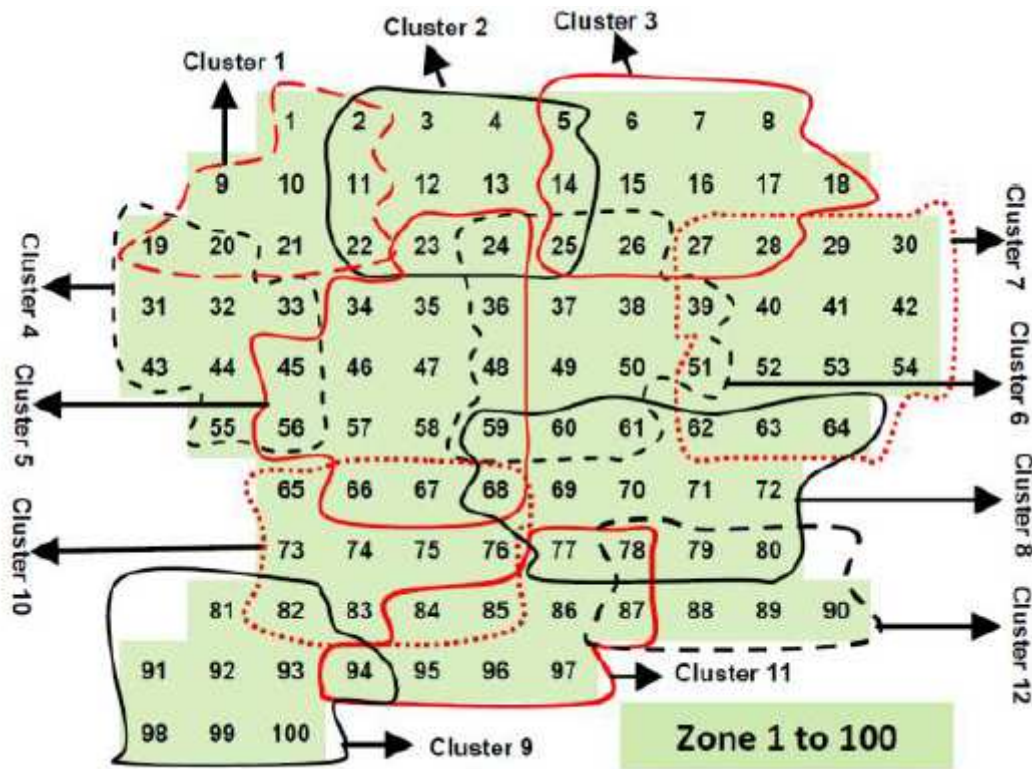 Cluster 1
Cluster 2
Cluster 3
1 2 3 4 5 6 7 8
9 10 11 12 13 14 15 16 17 18
19 20 21 22 23 24 25 26 27 28 29 30
31 32 33 34 35 36 37 38 39 40 41 42
43 44 45 46 47 48 49 50 51 52 53 54
55 56 57 58 59 60 61 62 63 64
65 66 67 68 69 70 71 72
73 74 75 76 77 78 79 80
81 82 83 84 85 86 87 88 89 90
91 92 93 94 95 96 97
98 99 100
Cluster 4
Cluster 5
Cluster 10
Cluster 7
Cluster 6
Cluster 8
Cluster 12
Cluster 11
Cluster 9
Zone 1 to 100